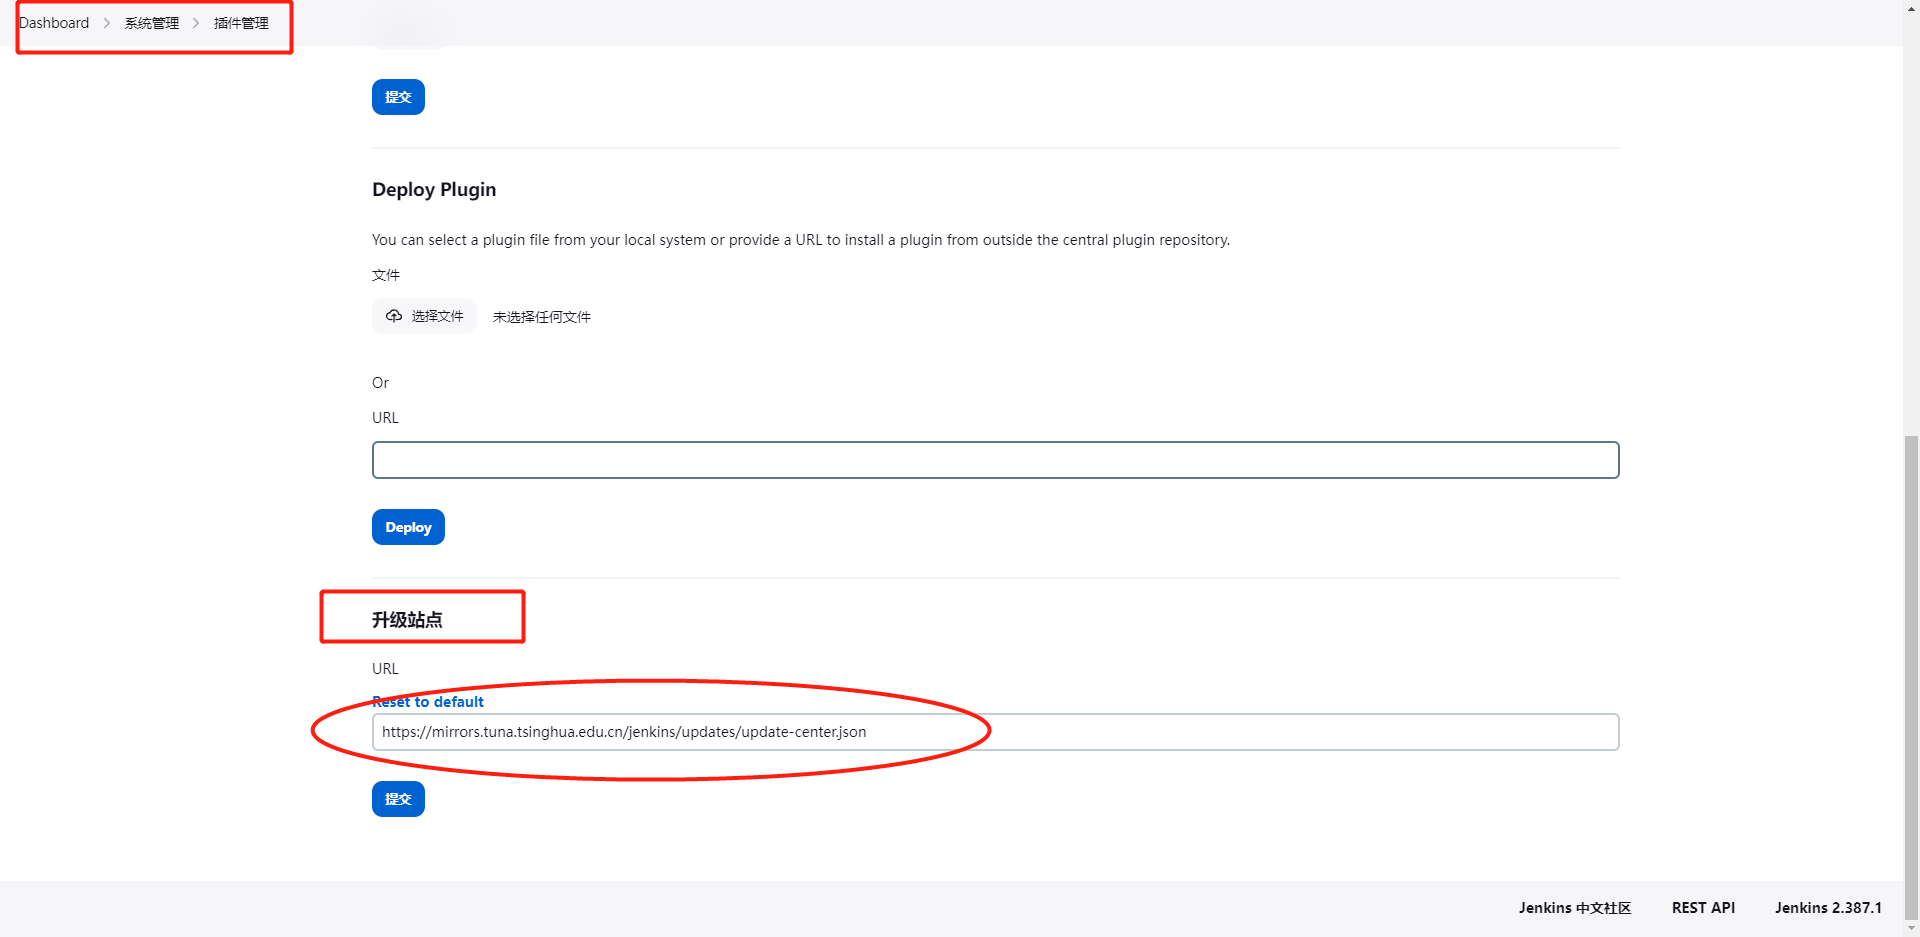 Dashboard > 系统管理 > 插件管理
提交
Deploy Plugin
You can select a plugin file from your local system or provide a URL to install a plugin from outside the central plugin repository.
文件
选择文件 未选择任何文件
Or
URL
Deploy
升级站点
URL
Reset to default
https://mirrors.tuna.tsinghua.edu.cn/jenkins/updates/update-center.json
提交
Jenkins 中文社区 REST API Jenkins 2.387.1